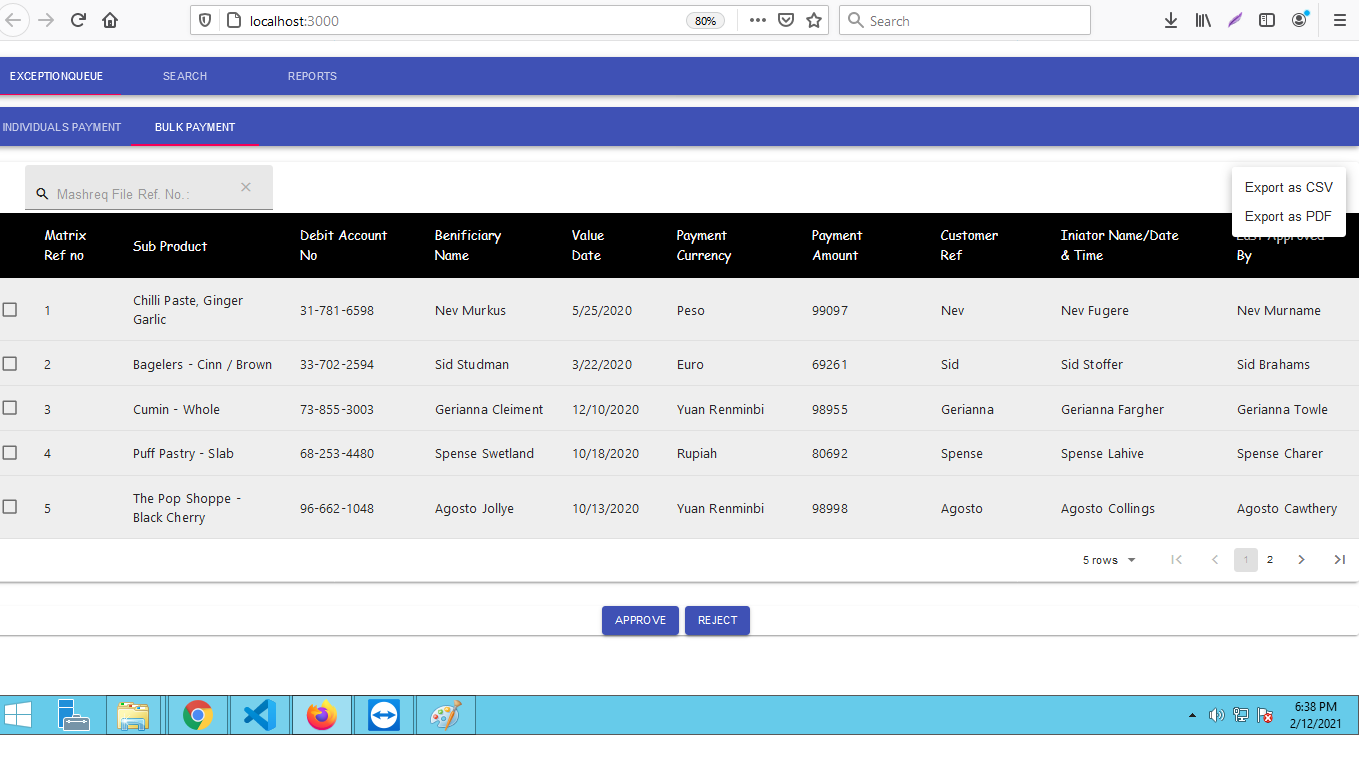 localhost:3000
80%
Search
EXCEPTIONQUEUE
SEARCH
REPORTS
INDIVIDUALS PAYMENT
BULK PAYMENT
Mashreq File Ref. No.:
Export as CSV
Export as PDF
Matrix
Ref no
Sub Product
Debit Account
No
Benificiary
Name
Value
Date
Payment
Currency
Payment
Amount
Customer
Ref
Iniator Name/Date
& Time
Last Approved
By
1
Chilli Paste, Ginger
Garlic
31-781-6598
Nev Murkus
5/25/2020
Peso
99097
Nev
Nev Fugere
Nev Murname
2
Bagelers - Cinn / Brown
33-702-2594
Sid Studman
3/22/2020
Euro
69261
Sid
Sid Stoffer
Sid Brahams
3
Cumin - Whole
73-855-3003
Gerianna Cleiment
12/10/2020
Yuan Renminbi
98955
Gerianna
Gerianna Fargher
Gerianna Towle
4
Puff Pastry - Slab
68-253-4480
Spense Swetland
10/18/2020
Rupiah
80692
Spense
Spense Lahive
Spense Charer
5
The Pop Shoppe -
Black Cherry
96-662-1048
Agosto Jollye
10/13/2020
Yuan Renminbi
98998
Agosto
Agosto Collings
Agosto Cawthery
5 rows
1
2
APPROVE
REJECT
6:38 PM
2/12/2021